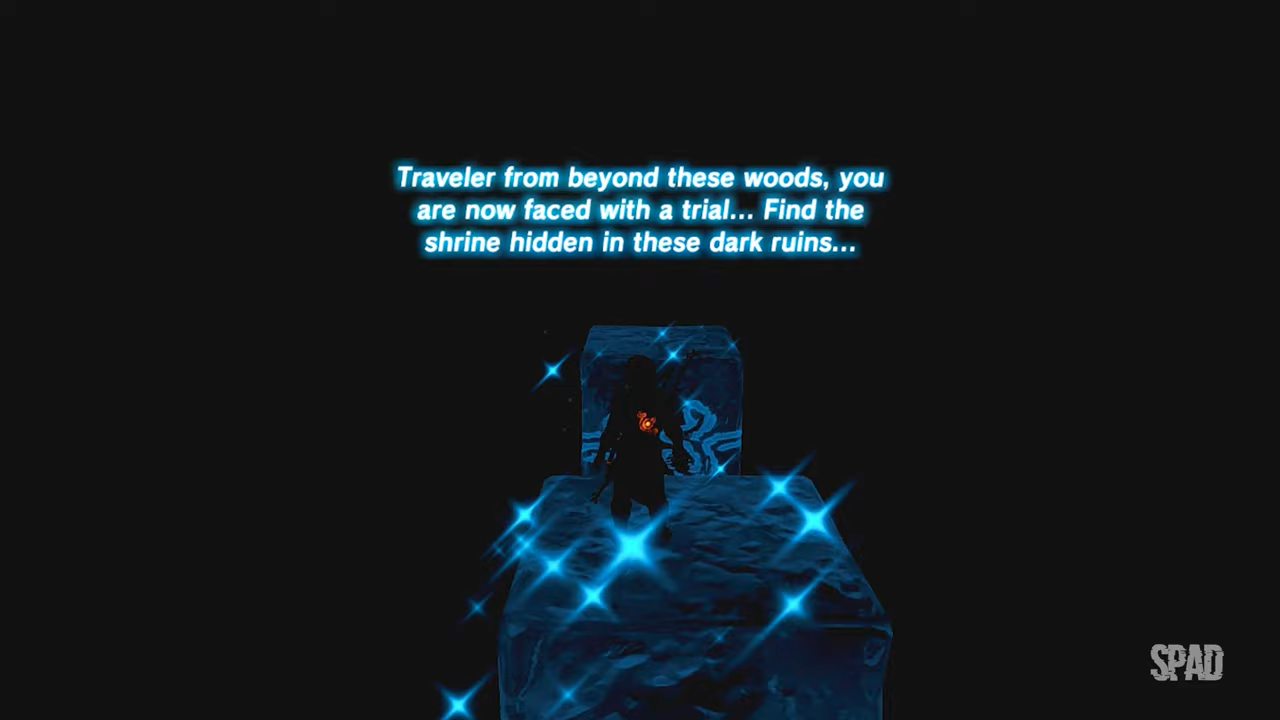 Traveler from beyond these woods, you
are now faced with a trial... Find the
shrine hidden in these dark ruins...
SPAD